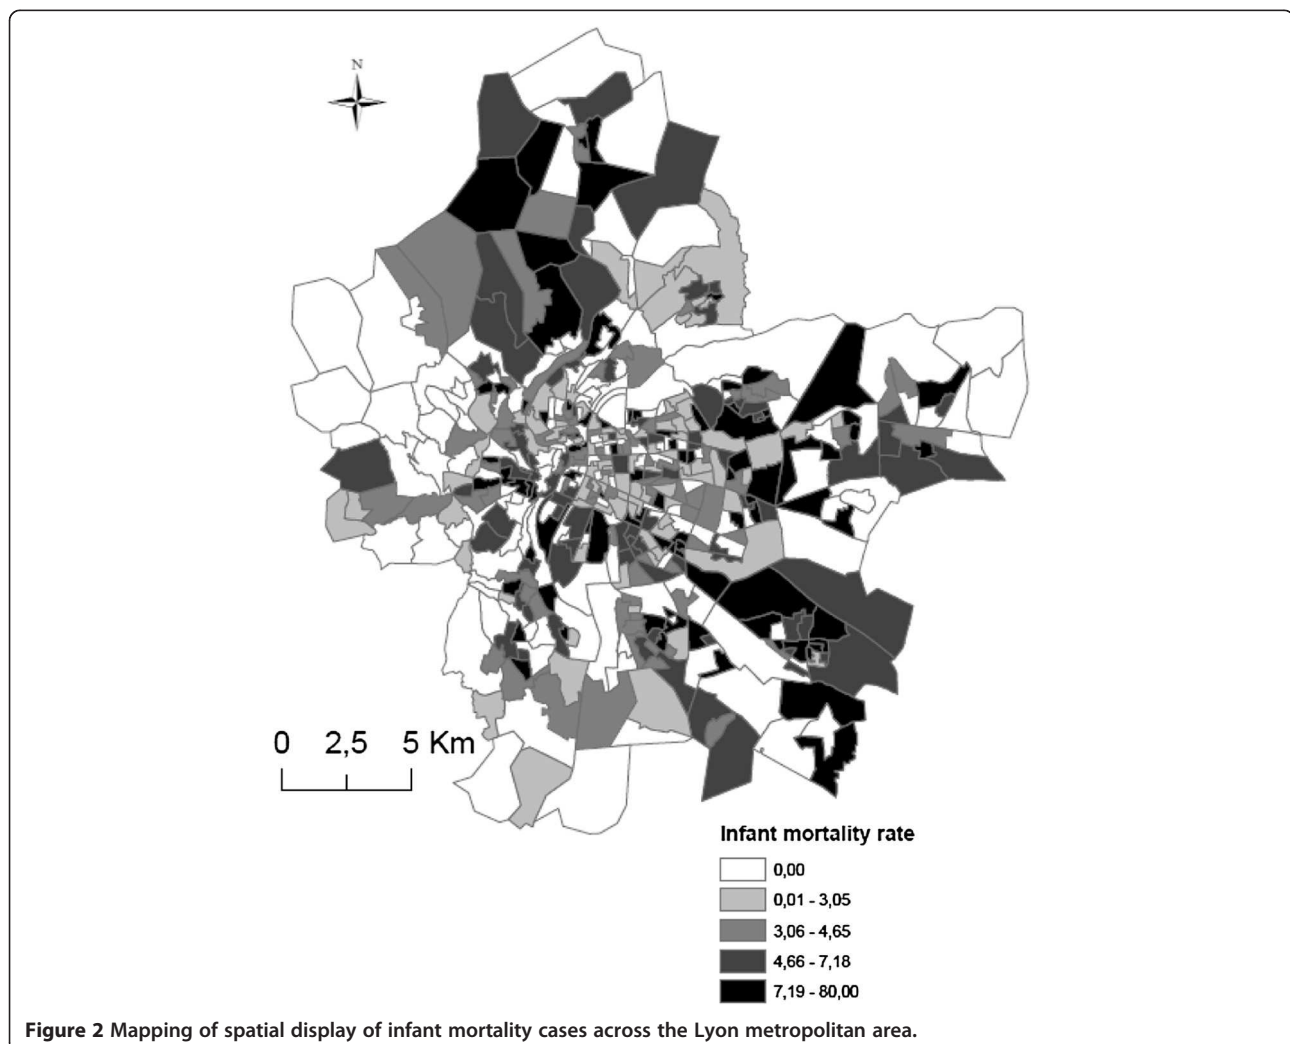 N
0 2,5 5 Km
Infant mortality rate
0,00
0,01 - 3,05
3,06 - 4,65
4,66 - 7,18
7,19 - 80,00
Figure 2 Mapping of spatial display of infant mortality cases across the Lyon metropolitan area.